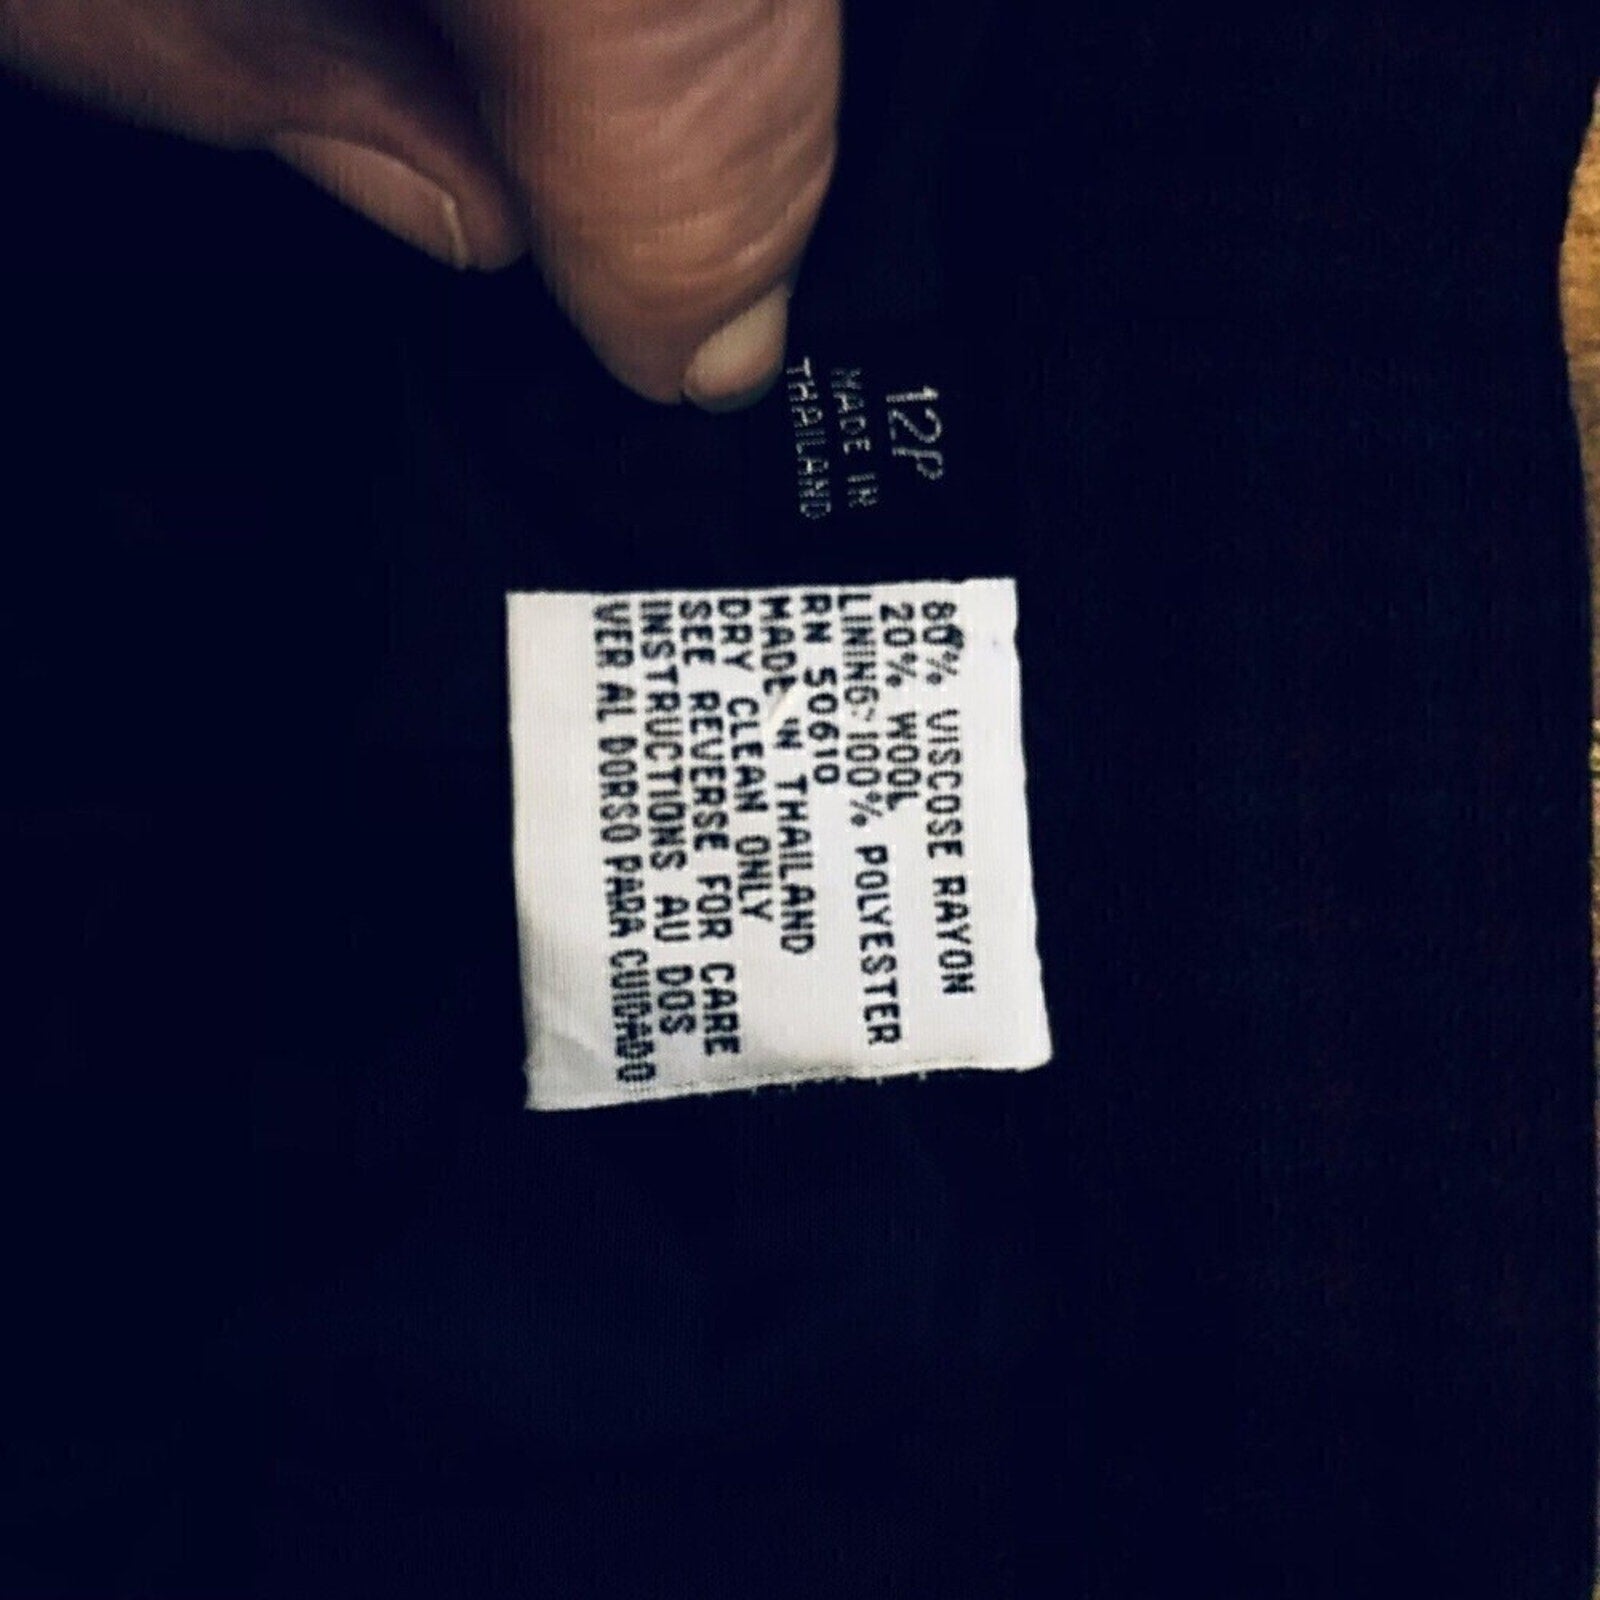 12P
MADE IN
THAILAND
80% VISCOSE RAYON
20% WOOL
LINING:100% POLYESTER
RN 50610
MADE IN THAILAND
DRY CLEAN ONLY
SEE REVERSE FOR CARE
INSTRUCTIONS AU DOS
VER AL DORSO PARA CUIDADO